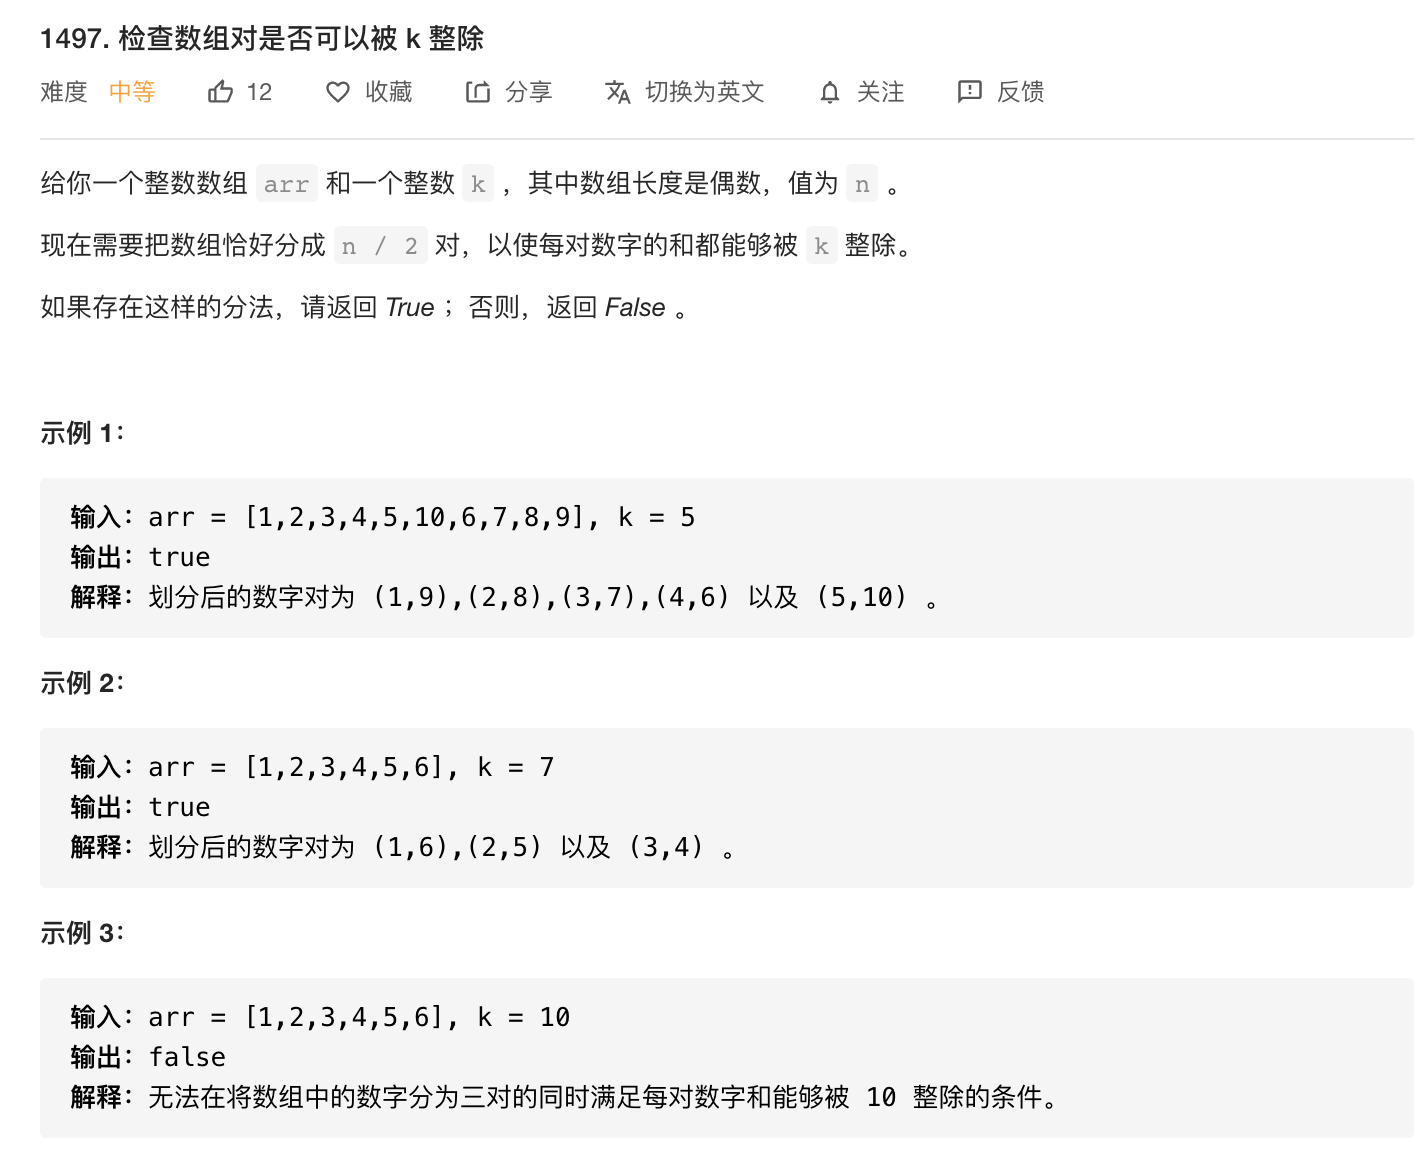 1497. 检查数组对是否可以被 k 整除
难度 中等 12 收藏 分享 切换为英文 关注 反馈
给你一个整数数组 arr 和一个整数 k ，其中数组长度是偶数，值为 n 。
现在需要把数组恰好分成 n / 2 对，以使每对数字的和都能够被 k 整除。
如果存在这样的分法，请返回 True ；否则，返回 False 。
示例 1：
输入：arr = [1,2,3,4,5,10,6,7,8,9], k = 5
输出：true
解释：划分后的数字对为 (1,9),(2,8),(3,7),(4,6) 以及 (5,10) 。
示例 2：
输入：arr = [1,2,3,4,5,6], k = 7
输出：true
解释：划分后的数字对为 (1,6),(2,5) 以及 (3,4) 。
示例 3：
输入：arr = [1,2,3,4,5,6], k = 10
输出：false
解释：无法在将数组中的数字分为三对的同时满足每对数字和能够被 10 整除的条件。